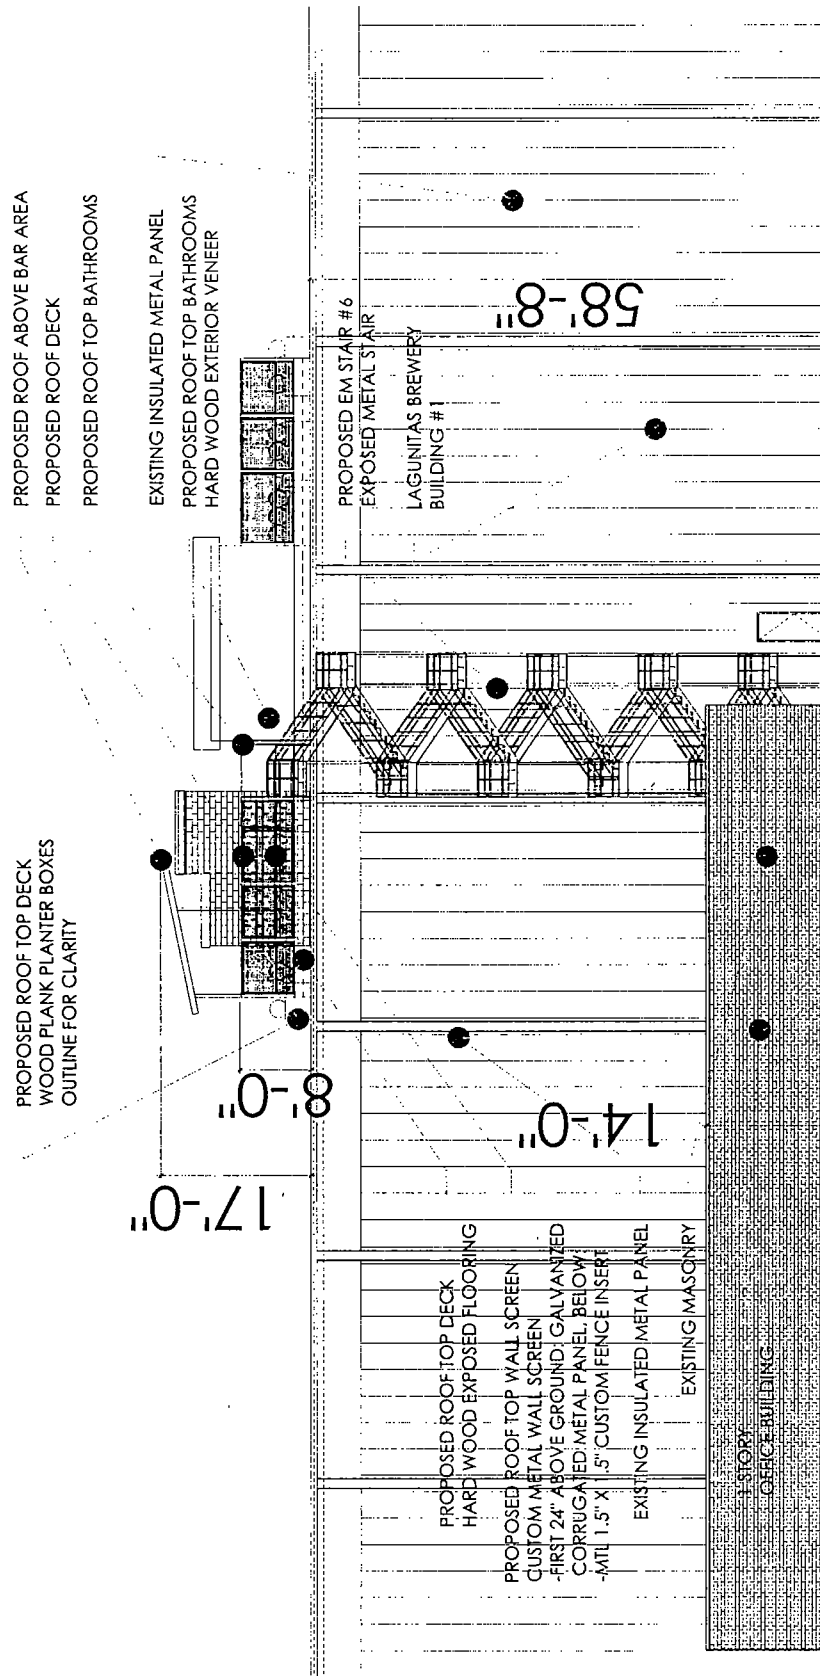 PROPOSED ROOF TOP DECK
WOOD PLANK PLANTER BOXES
OUTLINE FOR CLARITY
PROPOSED ROOF ABOVE BAR AREA
PROPOSED ROOF DECK
PROPOSED ROOF TOP BATHROOMS
EXISTING INSULATED METAL PANEL
PROPOSED ROOF TOP BATHROOMS
HARD WOOD EXTERIOR VENEER
PROPOSED EM STAIR #6
EXPOSED METAL STAIR
LAGUNITAS BREWERY
BUILDING #1
17'-0"
8'-0"
14'-0"
58'-8"
PROPOSED ROOF TOP DECK
HARD WOOD EXPOSED FLOORING
PROPOSED ROOF TOP WALL SCREEN
CUSTOM METAL WALL SCREEN
-FIRST 24" ABOVE GROUND: GALVANIZED
CORRUGATED METAL PANEL, BELOW
-MTL 1.5" X 1.5" CUSTOM FENCE INSERT
EXISTING INSULATED METAL PANEL
EXISTING MASONRY
1 STORY
OFFICE BUILDING